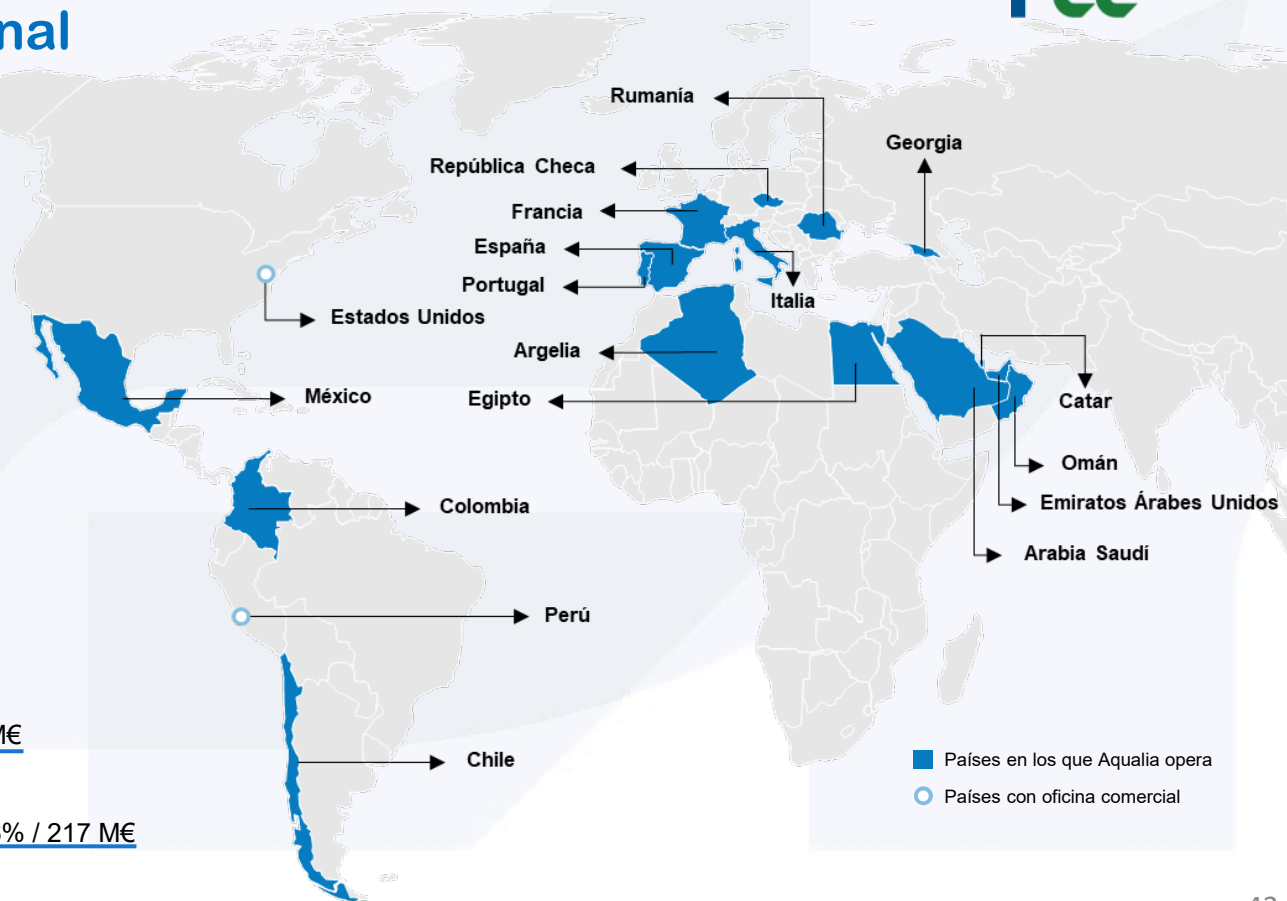 nal
Rumanía
Georgia
República Checa
Francia
España
Portugal
Italia
Estados Unidos
Argelia
México
Egipto
Catar
Omán
Colombia
Emiratos Árabes Unidos
Arabia Saudí
Perú
M€
Chile
Países en los que Aqualia opera
Países con oficina comercial
% / 217 M€